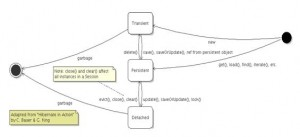 Transient
garbage
new
delete()
save(), saveOrUpdate(), ref from persistent object
Note: close() and clear() affect
all instances in a Session
Persistent
get(), load(), find(), iterate(), etc.
evict(), close(), clear()
update(), saveOrUpdate(), lock()
garbage
Adapted from "Hibernate in Action"
by C. Bauer & G. King
Detached